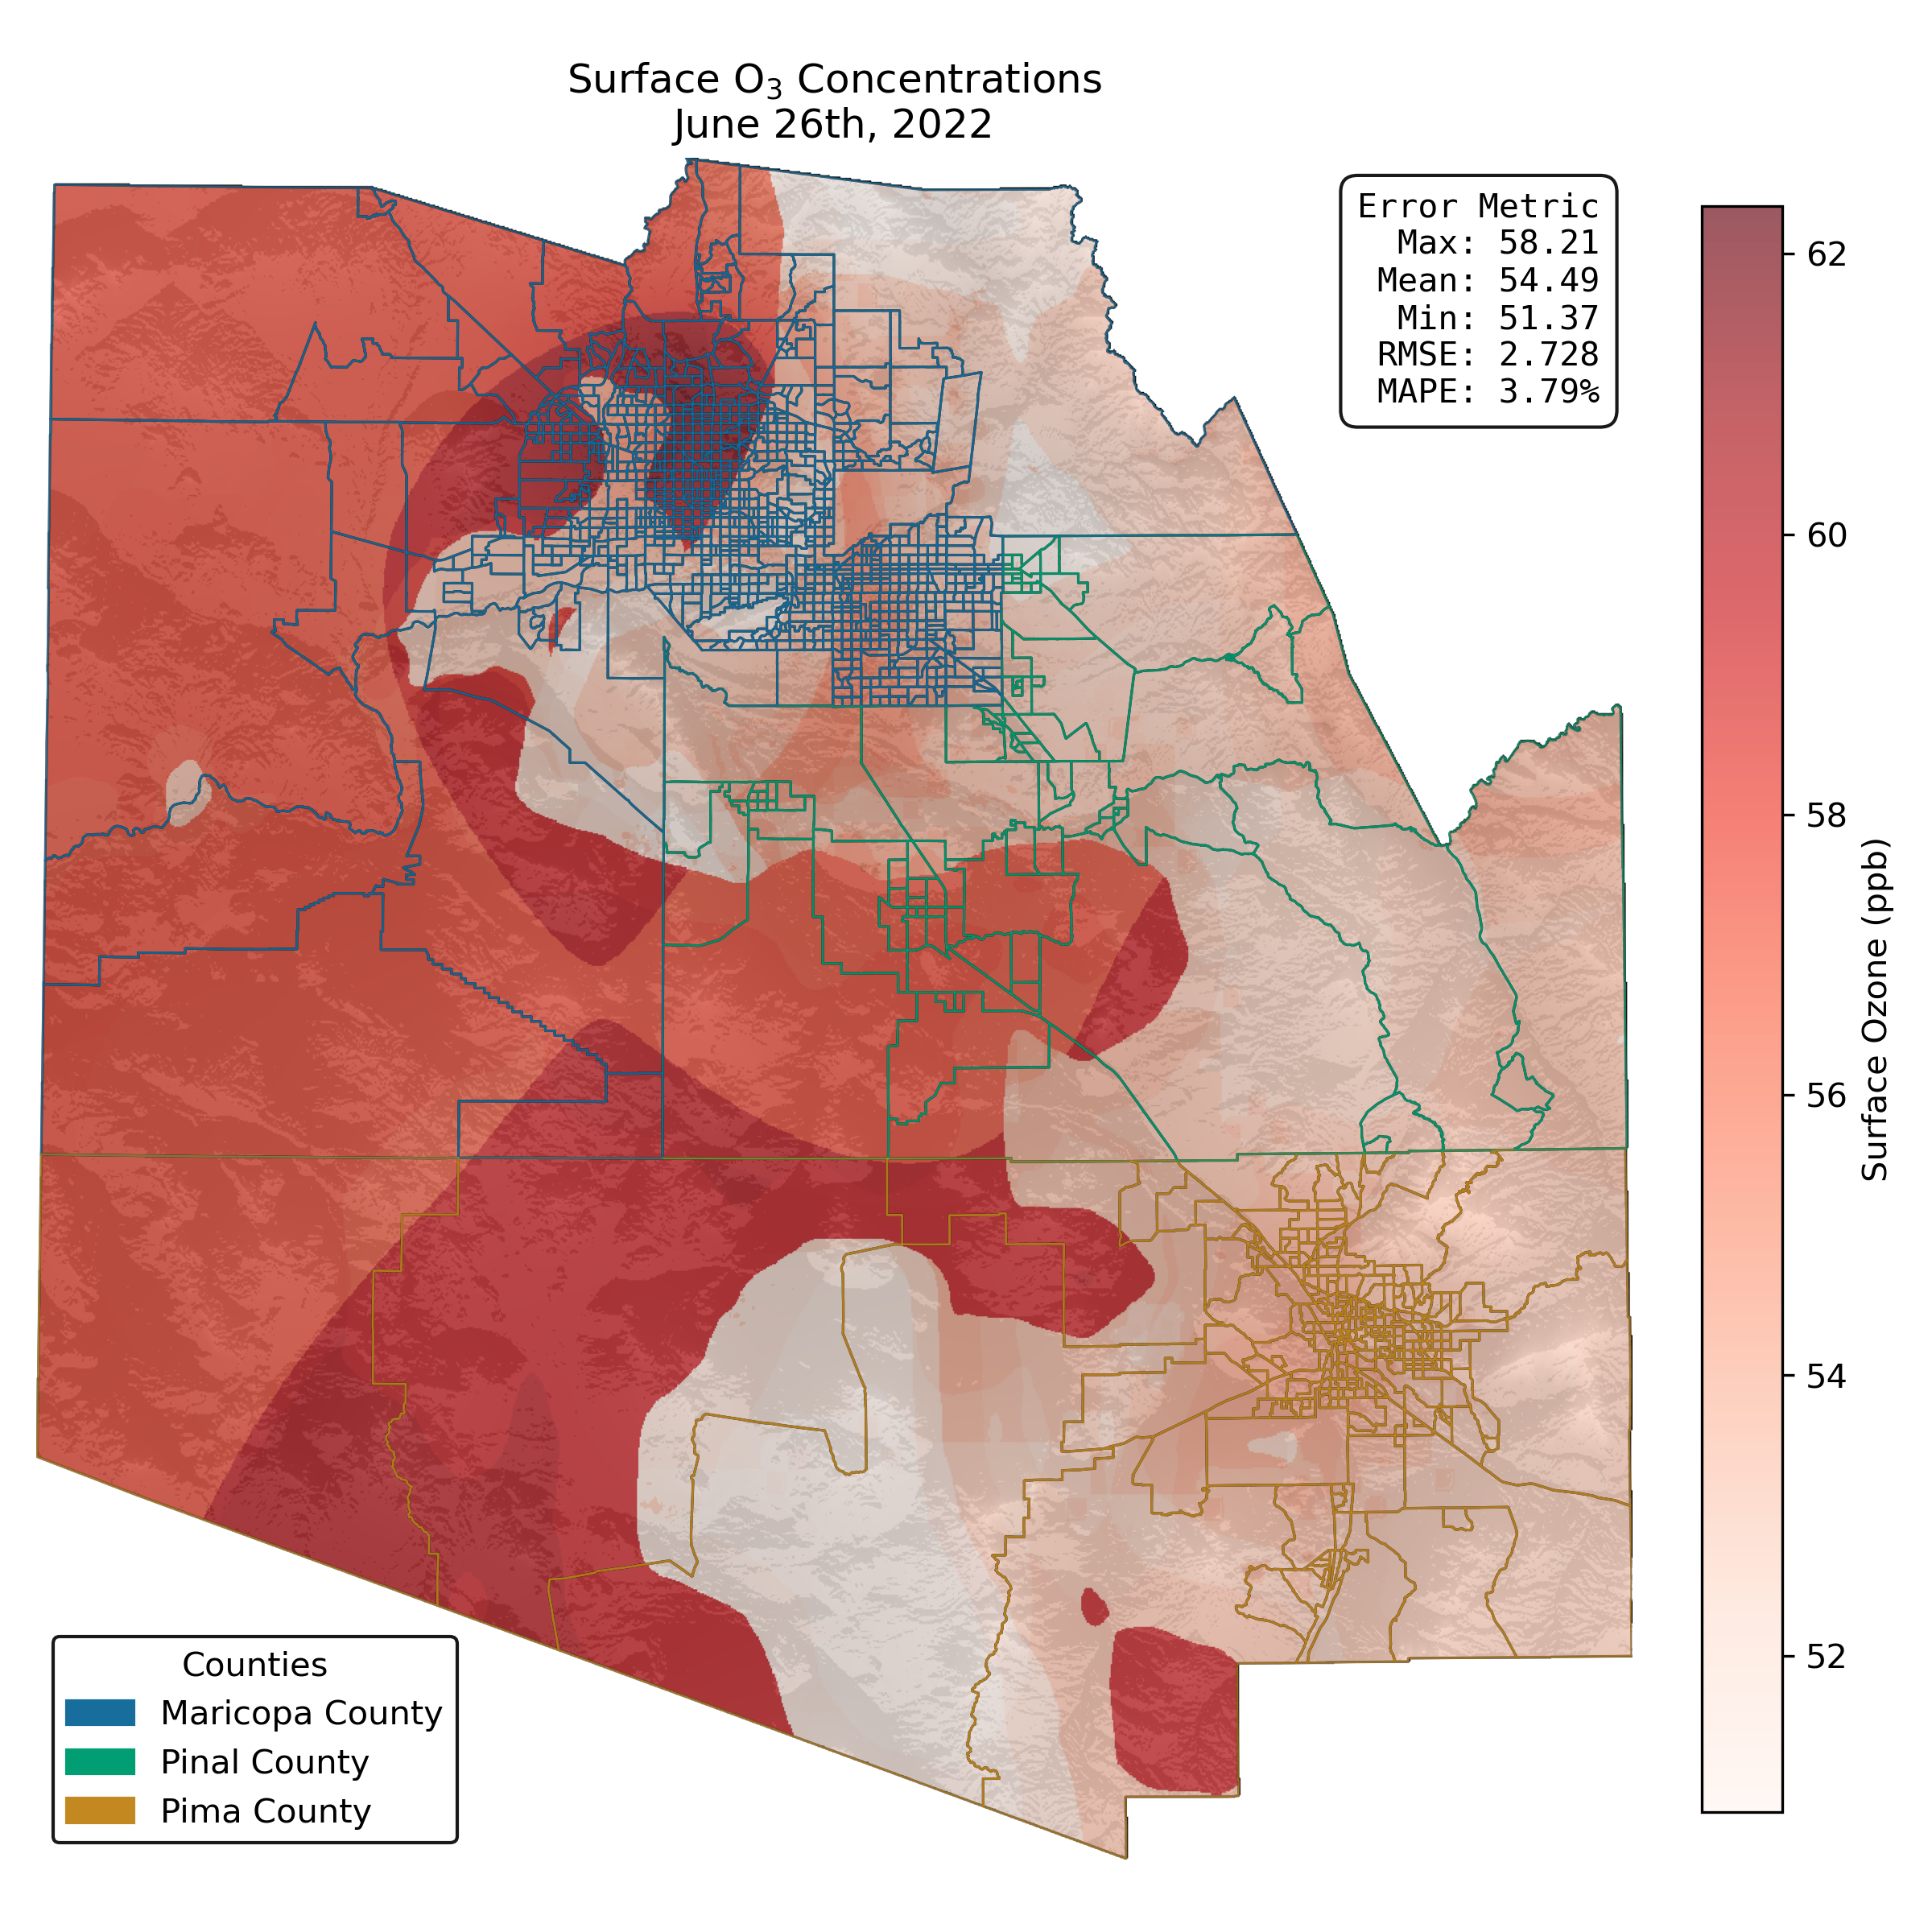 Surface O₃ Concentrations
June 26th, 2022
Error Metric
Max: 58.21
Mean: 54.49
Min: 51.37
RMSE: 2.728
MAPE: 3.79%
62
60
58
56
54
52
Surface Ozone (ppb)
Counties
Maricopa County
Pinal County
Pima County